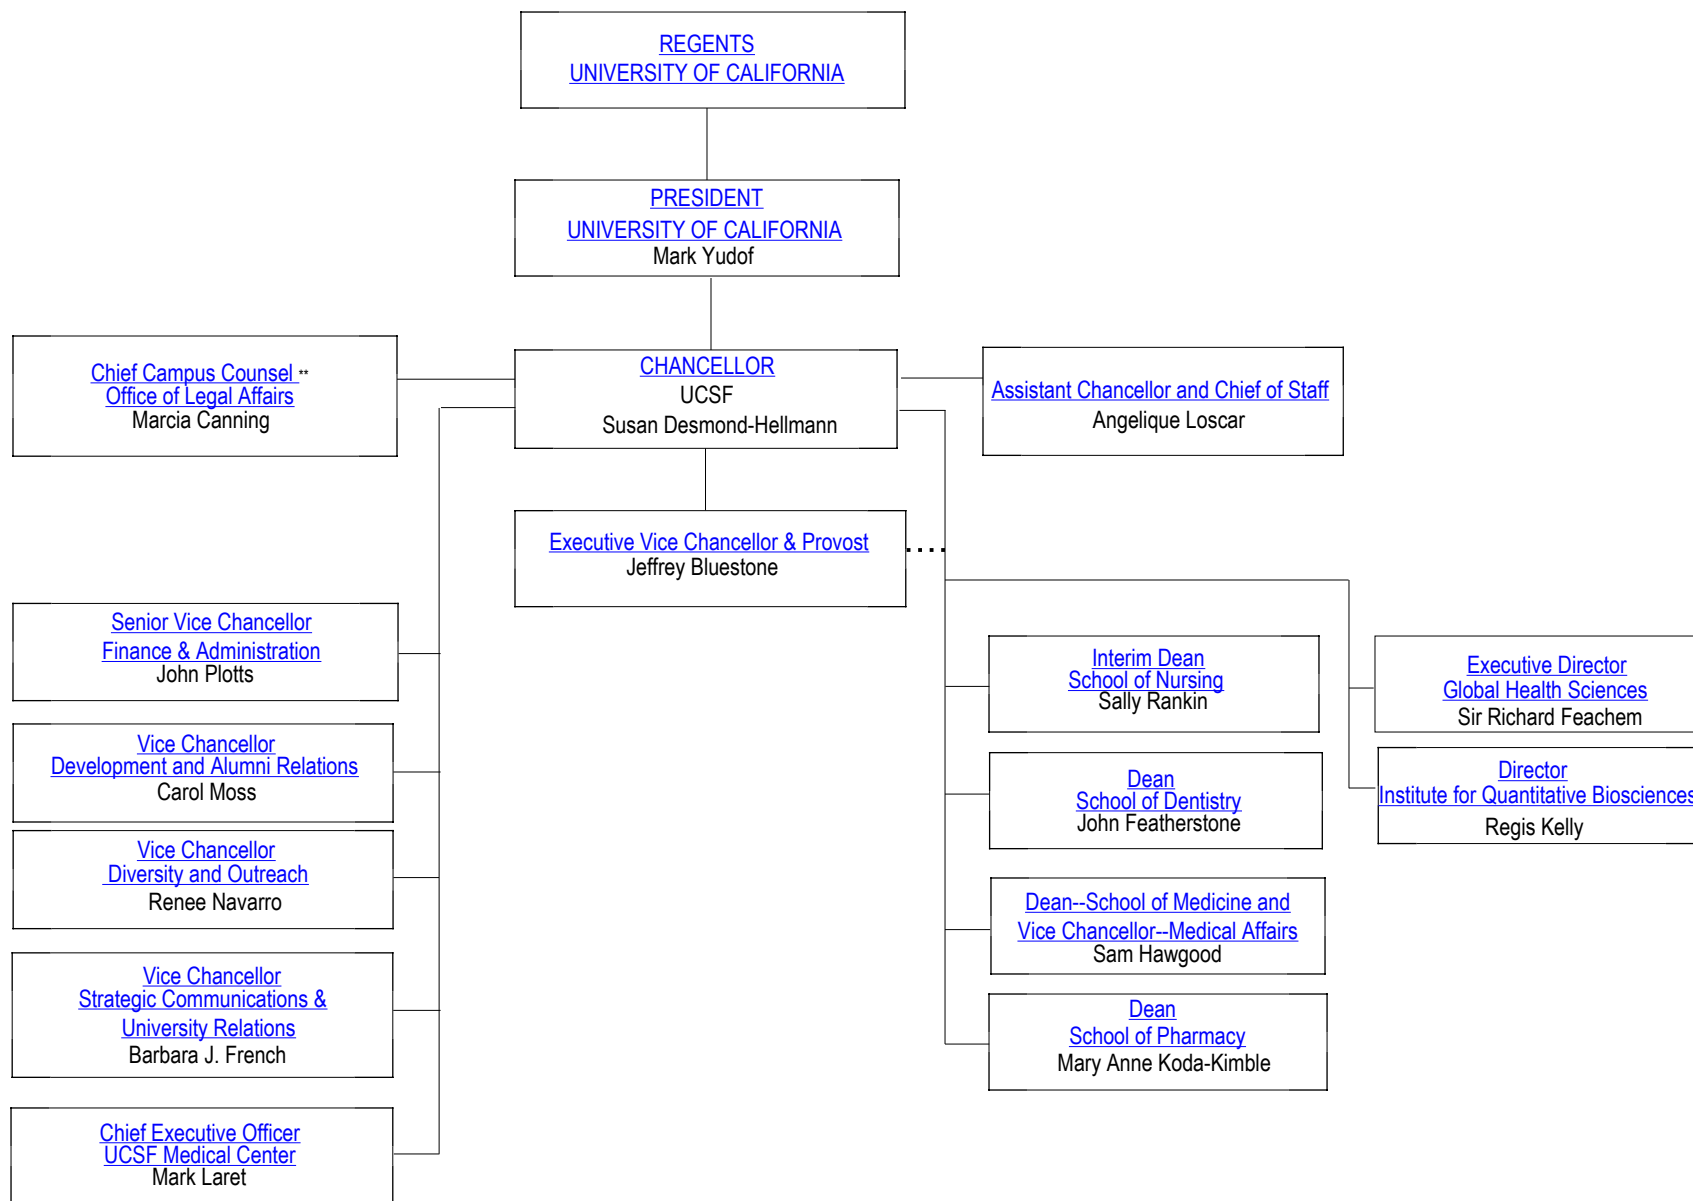 REGENTS
UNIVERSITY OF CALIFORNIA
PRESIDENT
UNIVERSITY OF CALIFORNIA
Mark Yudof
Chief Campus Counsel **
Office of Legal Affairs
Marcia Canning
CHANCELLOR
UCSF
Susan Desmond-Hellmann
Assistant Chancellor and Chief of Staff
Angelique Loscar
Executive Vice Chancellor & Provost
Jeffrey Bluestone
Senior Vice Chancellor
Finance & Administration
John Plotts
Vice Chancellor
Development and Alumni Relations
Carol Moss
Vice Chancellor
Diversity and Outreach
Renee Navarro
Vice Chancellor
Strategic Communications &
University Relations
Barbara J. French
Chief Executive Officer
UCSF Medical Center
Mark Laret
Interim Dean
School of Nursing
Sally Rankin
Dean
School of Dentistry
John Featherstone
Dean--School of Medicine and
Vice Chancellor--Medical Affairs
Sam Hawgood
Dean
School of Pharmacy
Mary Anne Koda-Kimble
Executive Director
Global Health Sciences
Sir Richard Feachem
Director
Institute for Quantitative Biosciences
Regis Kelly